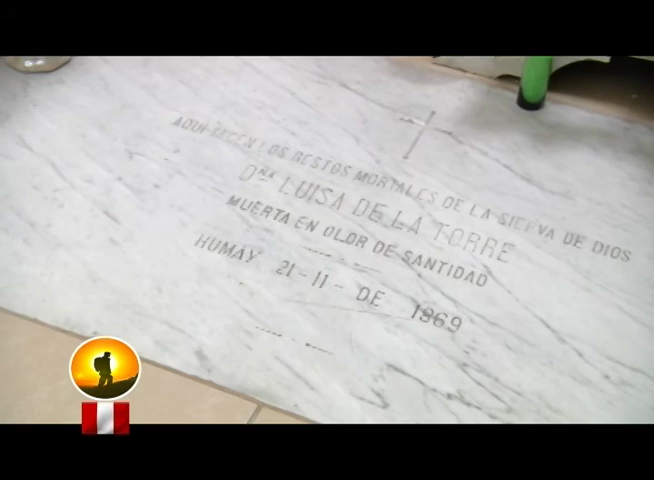 AQUI YACEN LOS RESTOS MORTALES DE LA SIERVA DE DIOS
Dña LUISA DE LA TORRE
MUERTA EN OLOR DE SANTIDAD
HUMAY 21-11-DE 1869